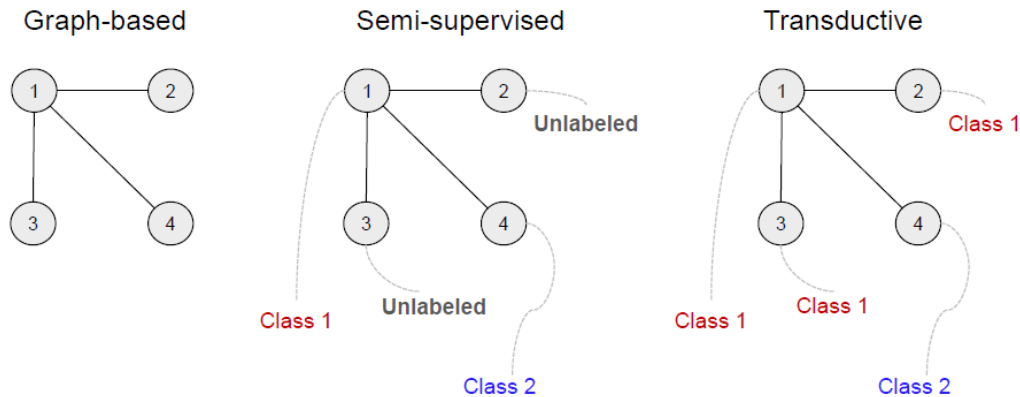 Graph-based
1
2
3
4
Semi-supervised
1
2
Unlabeled
3
4
Unlabeled
Class 1
Class 2
Transductive
1
2
Class 1
3
4
Class 1
Class 1
Class 2